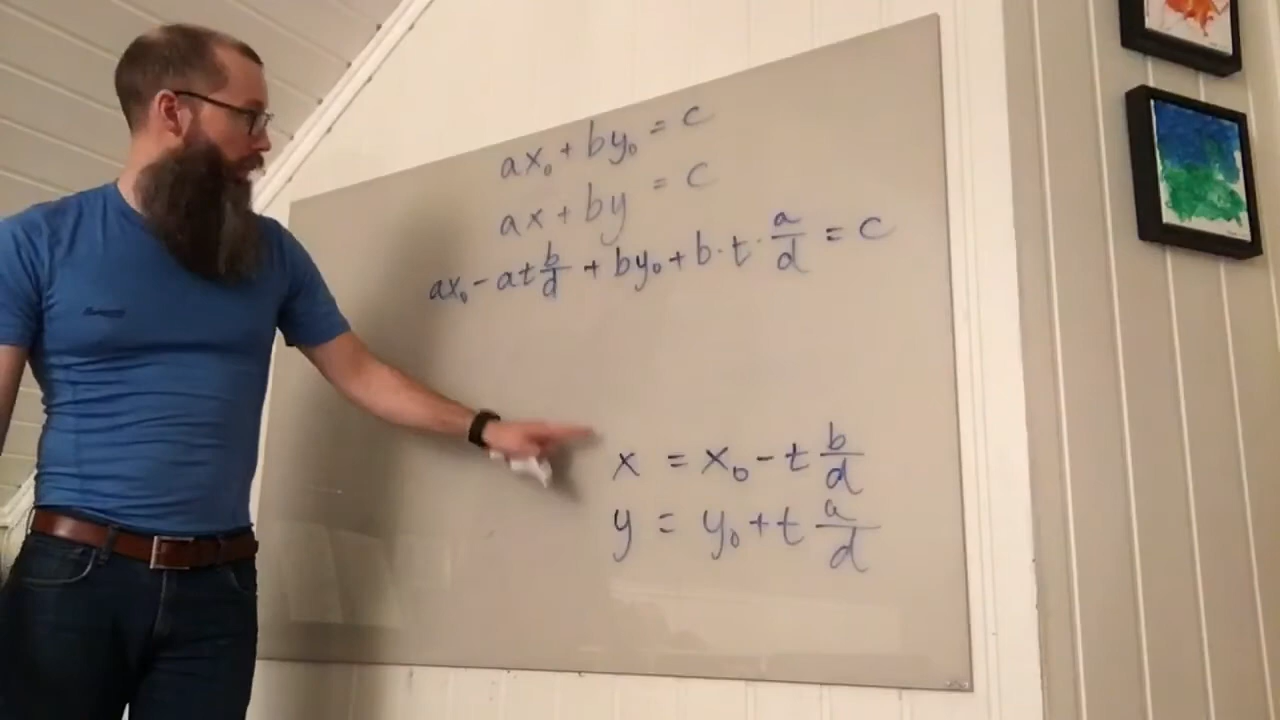 ax₀ + by₀ = c
ax + by = c
ax₀ - at b/d + by₀ + b · t · a/d = c
x = x₀ - t b/d
y = y₀ + t a/d